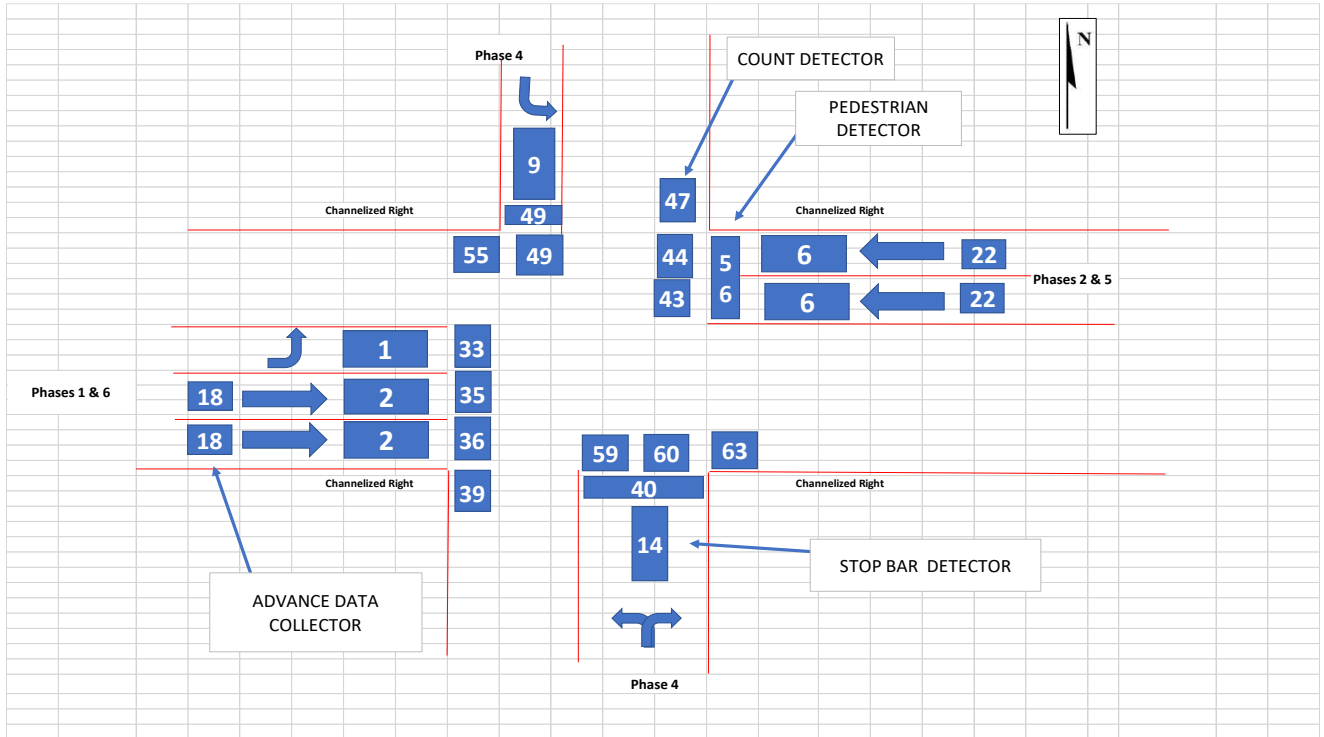 Phase 4
COUNT DETECTOR
N
PEDESTRIAN
DETECTOR
9
47
Channelized Right
49
Channelized Right
55
49
44
5
6
6
22
Phases 2 & 5
43
6
22
1
33
Phases 1 & 6
18
2
35
18
2
36
59
60
63
Channelized Right
39
40
Channelized Right
14
STOP BAR  DETECTOR
ADVANCE DATA
COLLECTOR
Phase 4